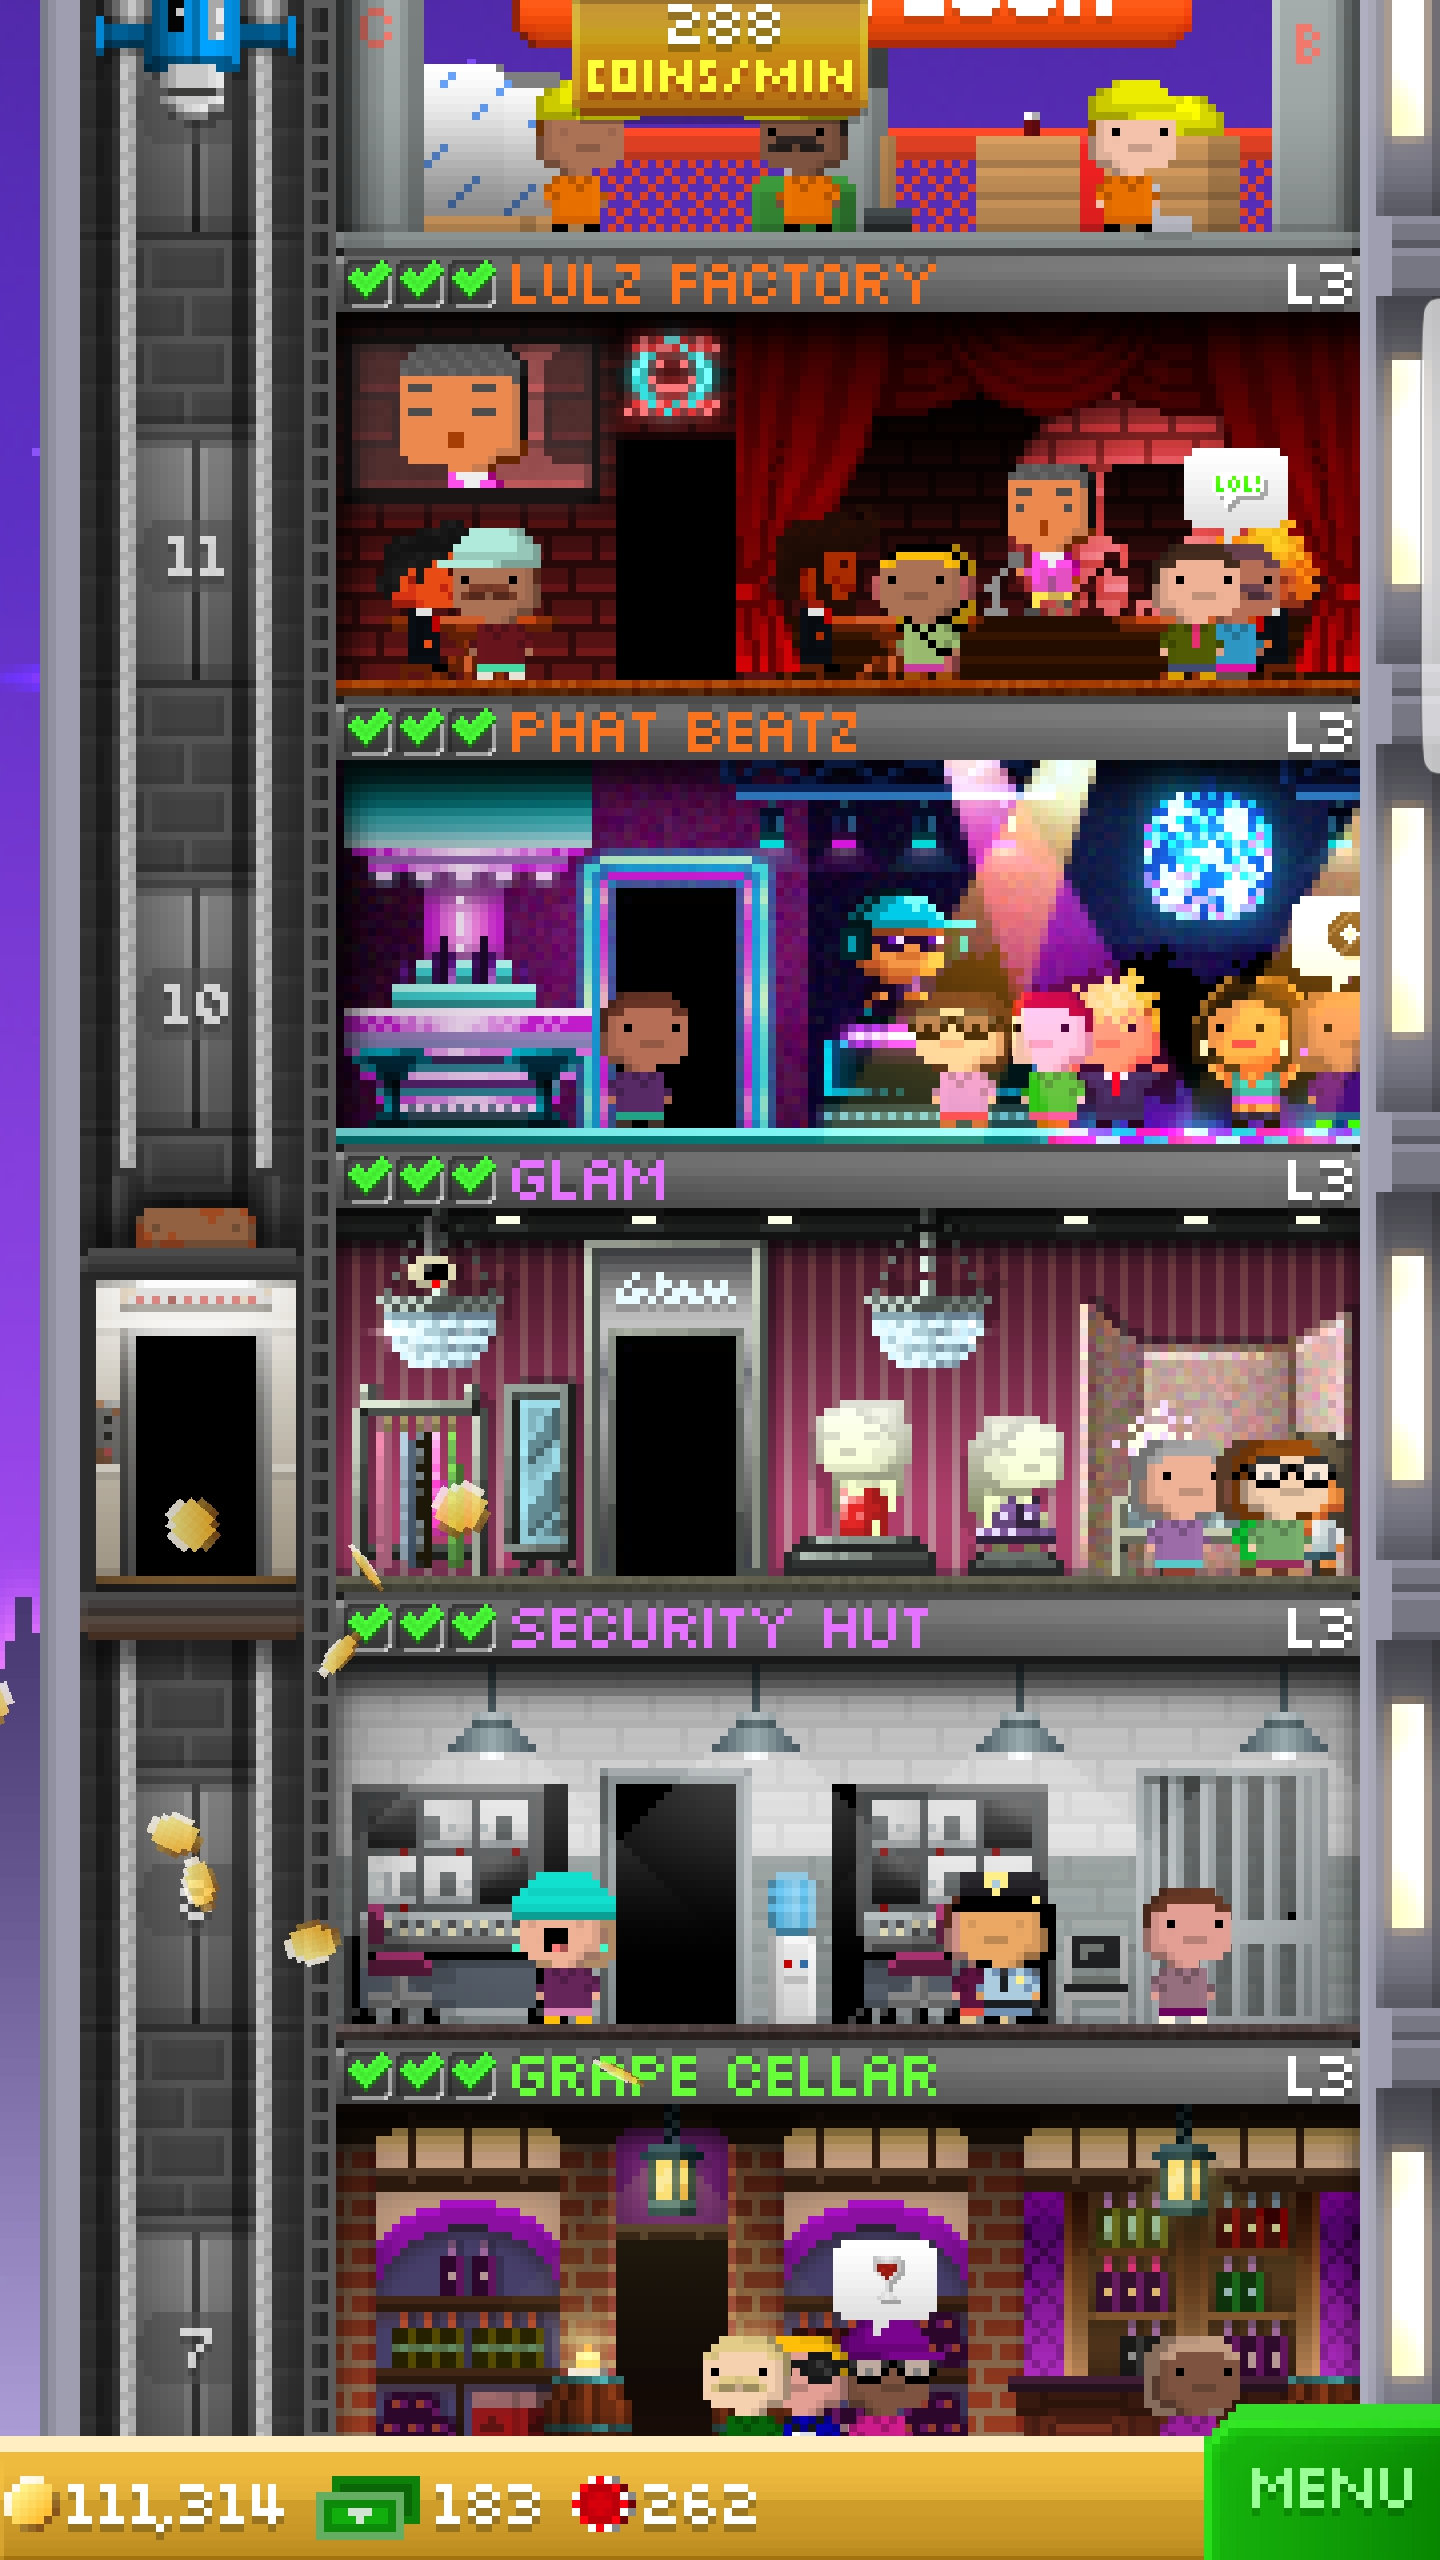 C
288
COINS/MIN
B
LULZ FACTORY
L3
LOL!
11
PHAT BEATZ
L3
10
GLAM
L3
Glam
SECURITY HUT
L3
GRAPE CELLAR
L3
7
111,314
183
262
MENU